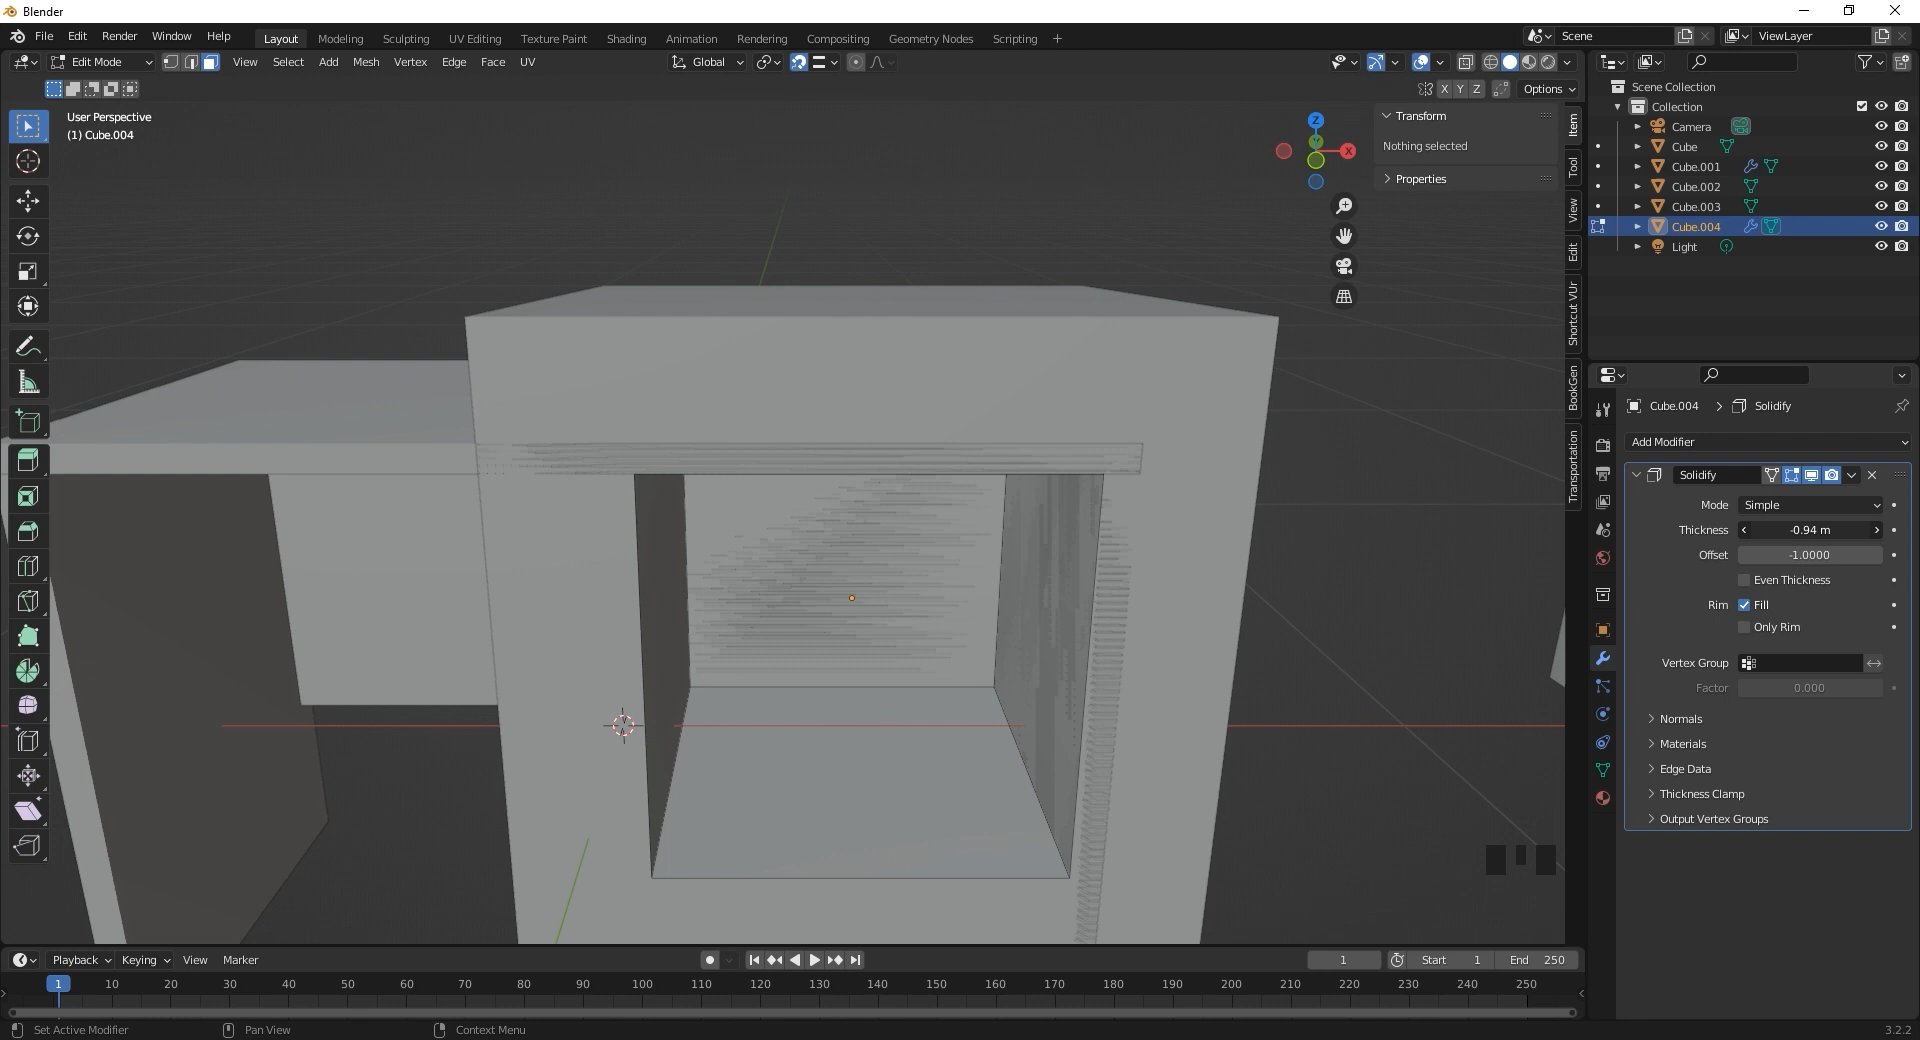 Blender
File Edit Render Window Help
Layout Modeling Sculpting UV Editing Texture Paint Shading Animation Rendering Compositing Geometry Nodes Scripting +
Scene
ViewLayer
Edit Mode View Select Add Mesh Vertex Edge Face UV
Global
X Y Z Options
User Perspective
(1) Cube.004
Z
X
Transform
Nothing selected
Properties
Item
Tool
View
Edit
Shortcut VUr
BookGen
Transportation
Scene Collection
Collection
Camera
Cube
Cube.001
Cube.002
Cube.003
Cube.004
Light
Cube.004 > Solidify
Add Modifier
Solidify
Mode Simple
Thickness -0.94 m
Offset -1.0000
Even Thickness
Rim Fill
Only Rim
Vertex Group
Factor 0.000
Normals
Materials
Edge Data
Thickness Clamp
Output Vertex Groups
Playback Keying View Marker
1 Start 1 End 250
1 10 20 30 40 50 60 70 80 90 100 110 120 130 140 150 160 170 180 190 200 210 220 230 240 250
Set Active Modifier Pan View Context Menu
3.2.2